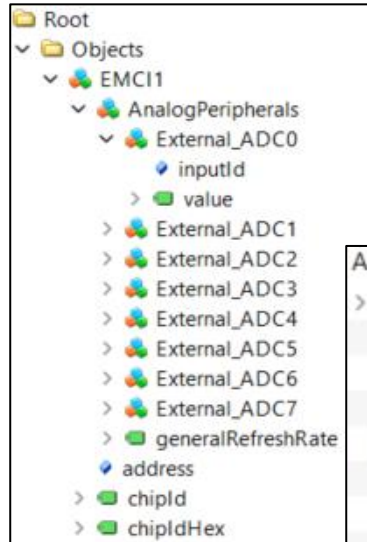 Root
Objects
EMCI1
AnalogPeripherals
External_ADC0
inputId
value
External_ADC1
External_ADC2
External_ADC3
External_ADC4
External_ADC5
External_ADC6
External_ADC7
generalRefreshRate
address
chipId
chipIdHex
A